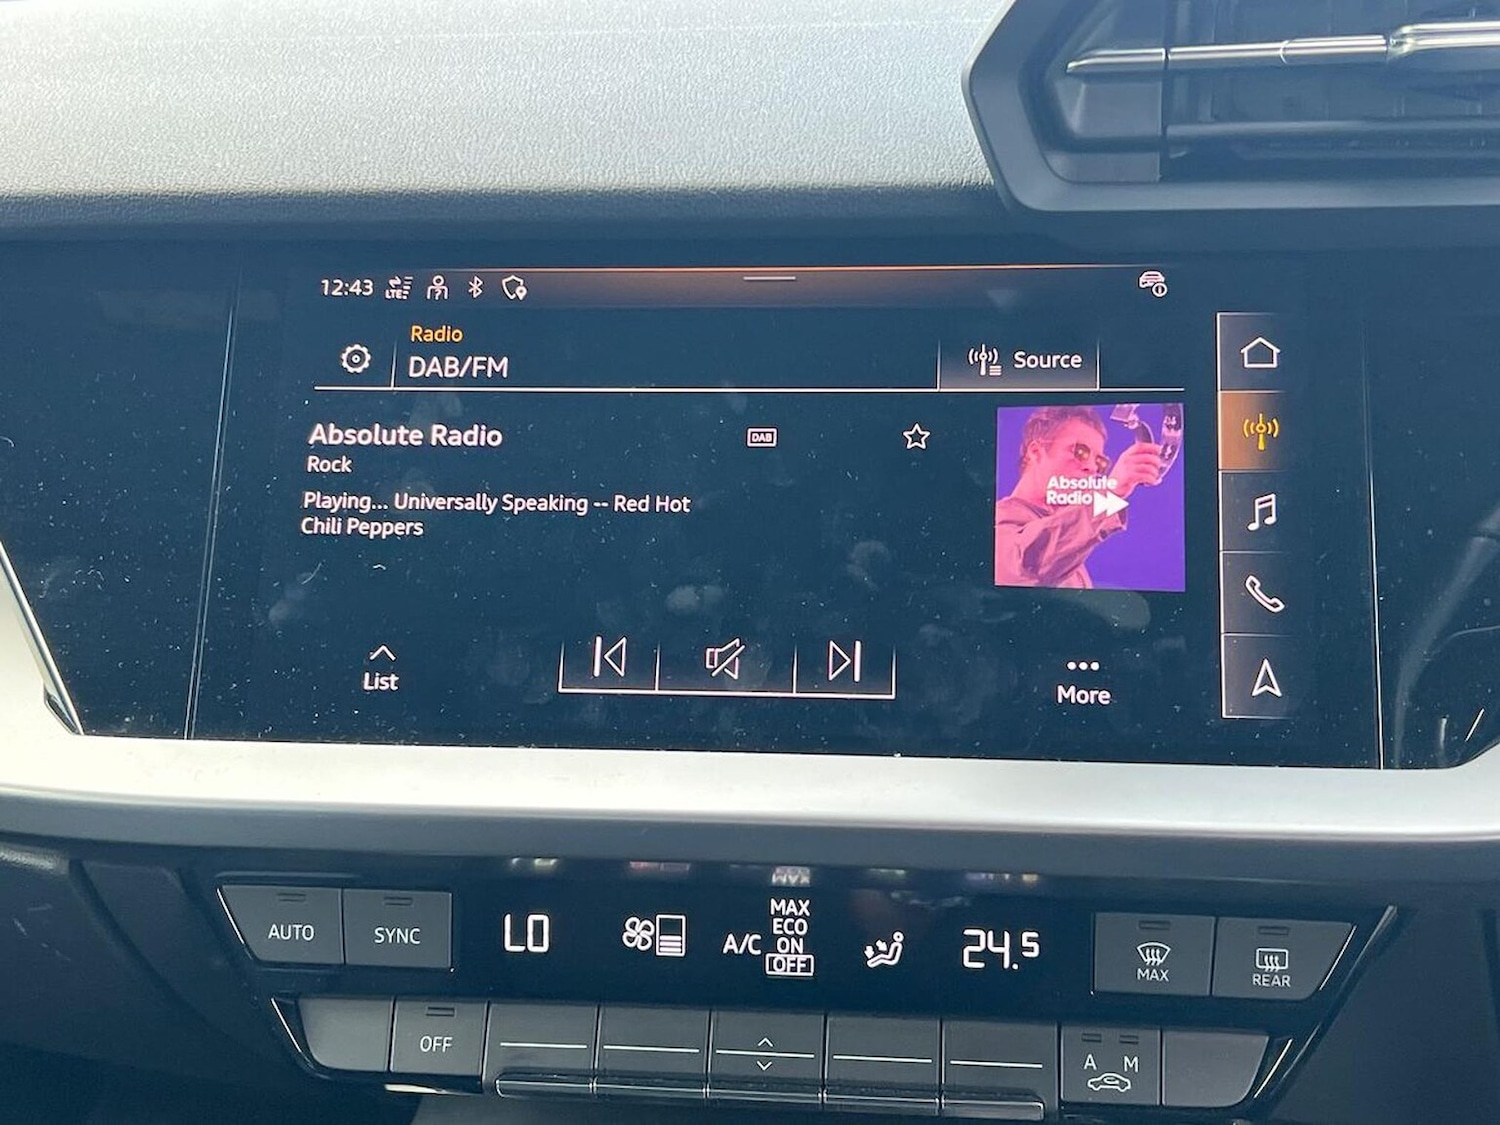 12:43 LTE
Radio
DAB/FM
Source
Absolute Radio
DAB
Rock
Playing... Universally Speaking -- Red Hot
Chili Peppers
Absolute
Radio
List
More
AUTO
SYNC
LO
A/C
MAX
ECO
ON
OFF
24.5
MAX
REAR
OFF
A M